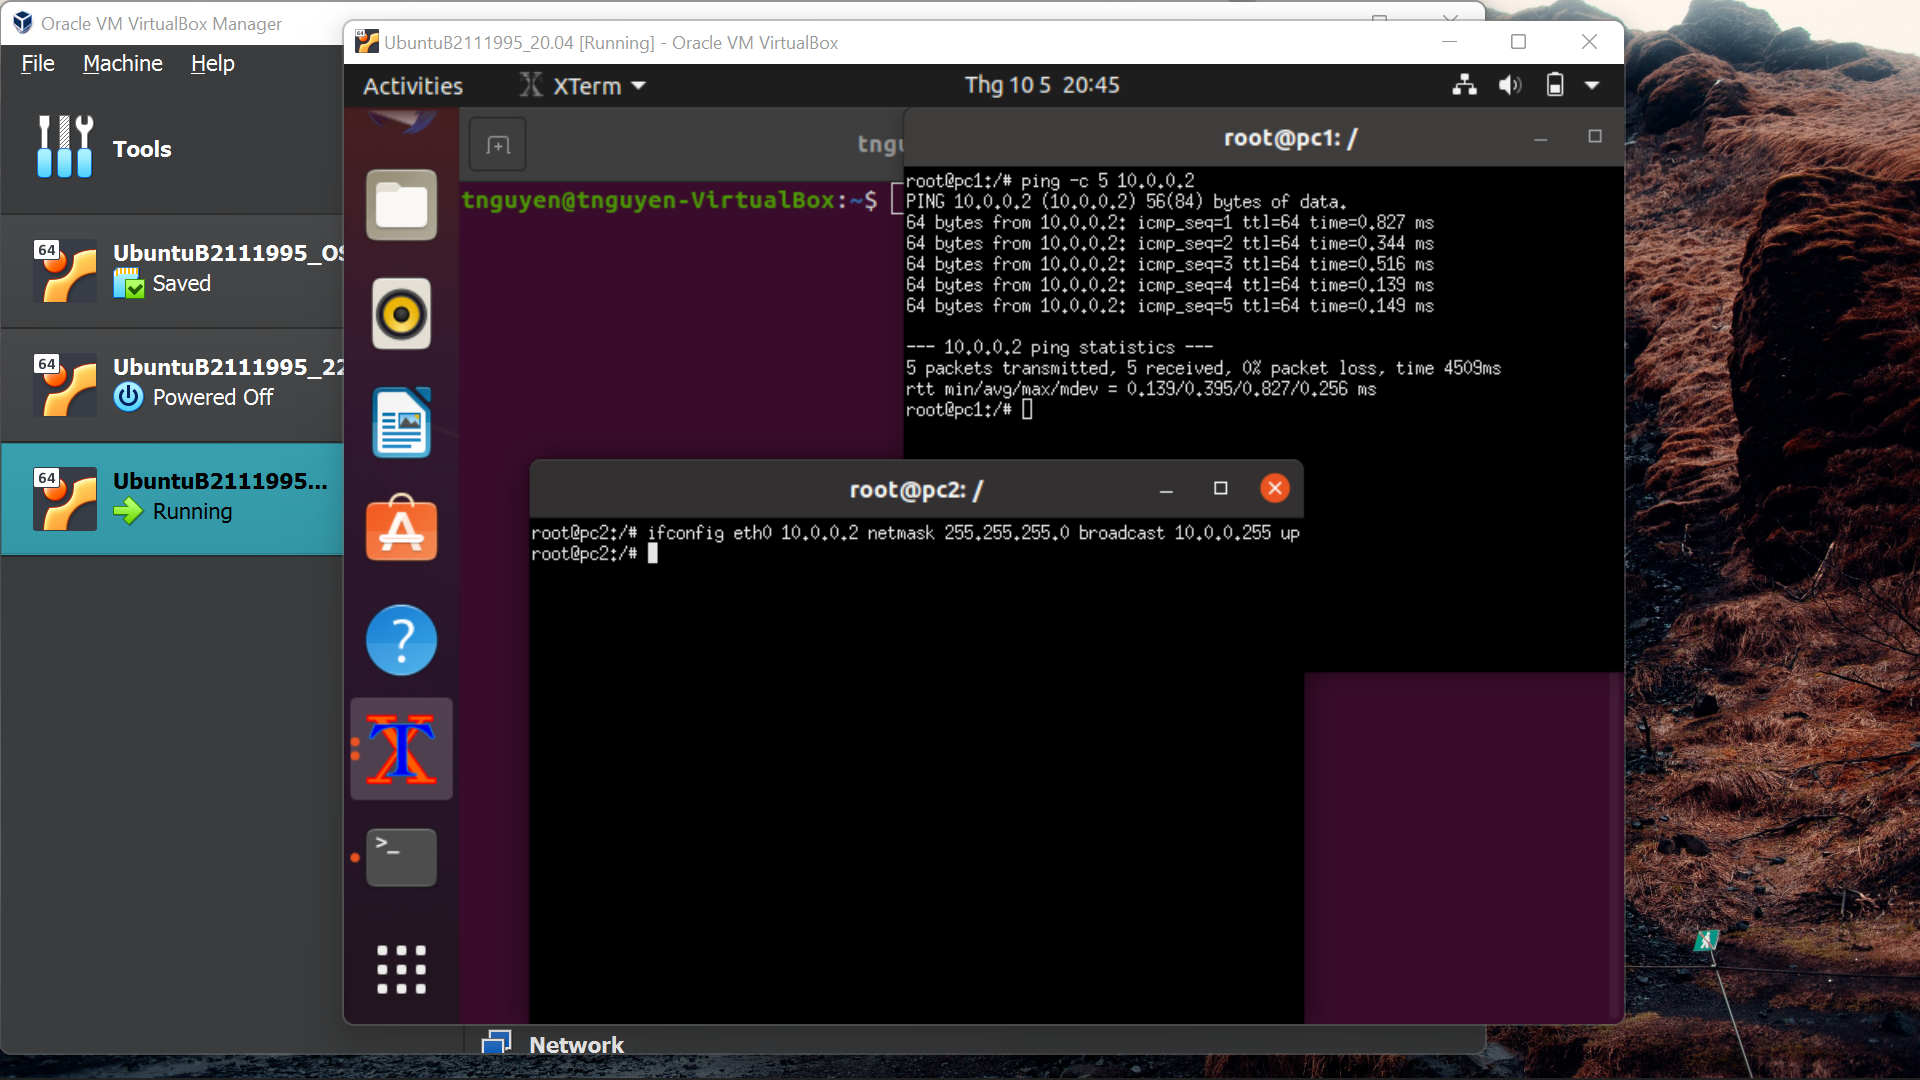 Oracle VM VirtualBox Manager
File Machine Help
Tools
64
UbuntuB2111995_OS
Saved
64
UbuntuB2111995_22
Powered Off
64
UbuntuB2111995...
Running
UbuntuB2111995_20.04 [Running] - Oracle VM VirtualBox
Activities XTerm Thg 10 5 20:45
tngu
tnguyen@tnguyen-VirtualBox:~$
root@pc1: /
root@pc1:/# ping -c 5 10.0.0.2
PING 10.0.0.2 (10.0.0.2) 56(84) bytes of data.
64 bytes from 10.0.0.2: icmp_seq=1 ttl=64 time=0.827 ms
64 bytes from 10.0.0.2: icmp_seq=2 ttl=64 time=0.344 ms
64 bytes from 10.0.0.2: icmp_seq=3 ttl=64 time=0.516 ms
64 bytes from 10.0.0.2: icmp_seq=4 ttl=64 time=0.139 ms
64 bytes from 10.0.0.2: icmp_seq=5 ttl=64 time=0.149 ms
--- 10.0.0.2 ping statistics ---
5 packets transmitted, 5 received, 0% packet loss, time 4509ms
rtt min/avg/max/mdev = 0.139/0.395/0.827/0.256 ms
root@pc1:/#
root@pc2: /
root@pc2:/# ifconfig eth0 10.0.0.2 netmask 255.255.255.0 broadcast 10.0.0.255 up
root@pc2:/#
Network